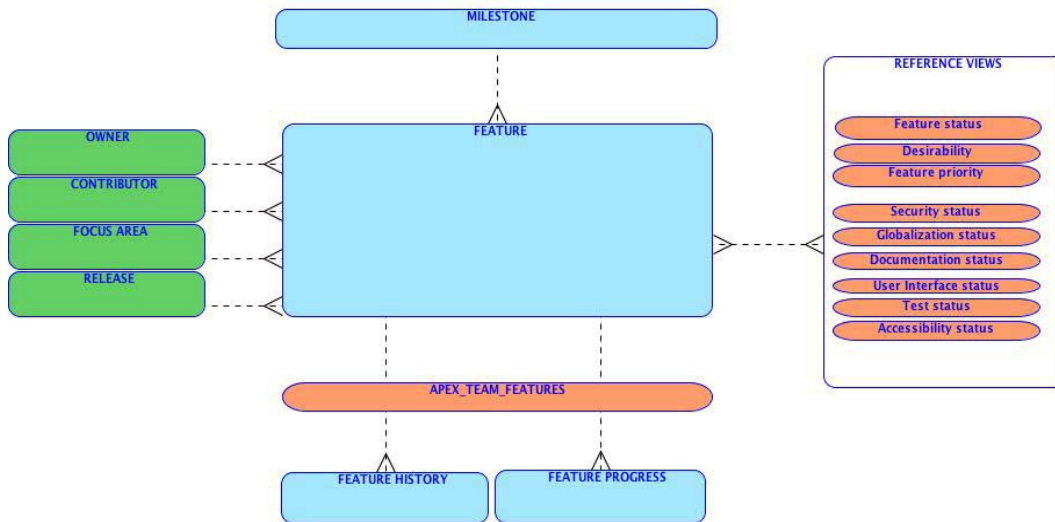 MILESTONE
REFERENCE VIEWS
FEATURE
OWNER
CONTRIBUTOR
FOCUS AREA
RELEASE
Feature status
Desirability
Feature priority
Security status
Globalization status
Documentation status
User Interface status
Test status
Accessibility status
APEX_TEAM_FEATURES
FEATURE HISTORY
FEATURE PROGRESS